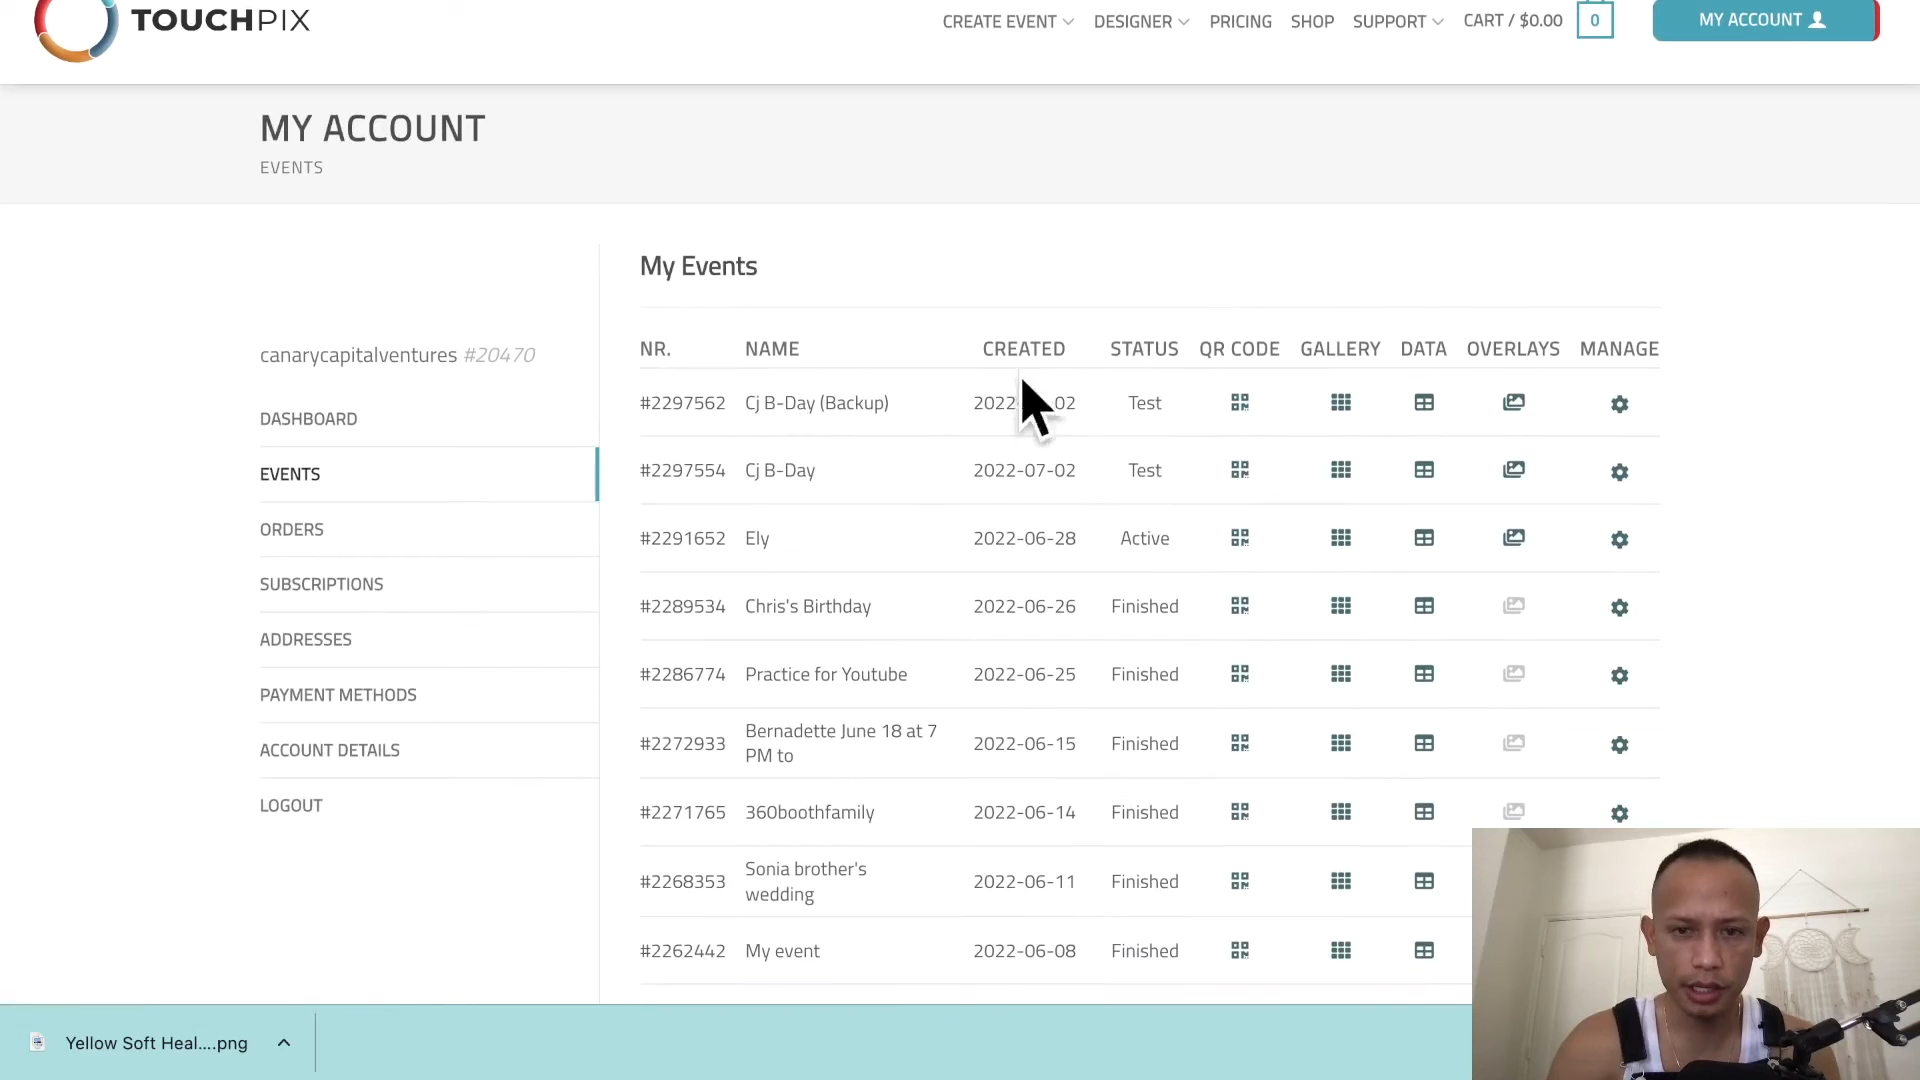 TOUCHPIX
CREATE EVENT DESIGNER PRICING SHOP SUPPORT CART / $0.00 0 MY ACCOUNT
MY ACCOUNT
EVENTS
canarycapitalventures #20470
DASHBOARD
EVENTS
ORDERS
SUBSCRIPTIONS
ADDRESSES
PAYMENT METHODS
ACCOUNT DETAILS
LOGOUT
My Events
NR. NAME CREATED STATUS QR CODE GALLERY DATA OVERLAYS MANAGE
#2297562 Cj B-Day (Backup) 2022 02 Test
#2297554 Cj B-Day 2022-07-02 Test
#2291652 Ely 2022-06-28 Active
#2289534 Chris's Birthday 2022-06-26 Finished
#2286774 Practice for Youtube 2022-06-25 Finished
#2272933 Bernadette June 18 at 7 2022-06-15 Finished
PM to
#2271765 360boothfamily 2022-06-14 Finished
#2268353 Sonia brother's 2022-06-11 Finished
wedding
#2262442 My event 2022-06-08 Finished
Yellow Soft Heal....png